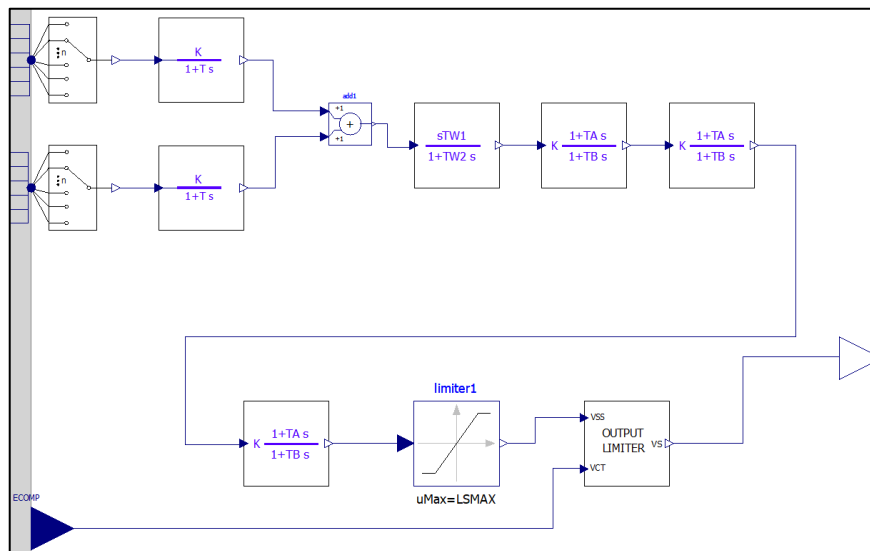 n
K
1+T s
add1
+1
+1
sTW1
1+TW2 s
K
1+TA s
1+TB s
K
1+TA s
1+TB s
n
K
1+T s
K
1+TA s
1+TB s
limiter1
uMax=LSMAX
VSS
OUTPUT
LIMITER
VS
VCT
ECOMP